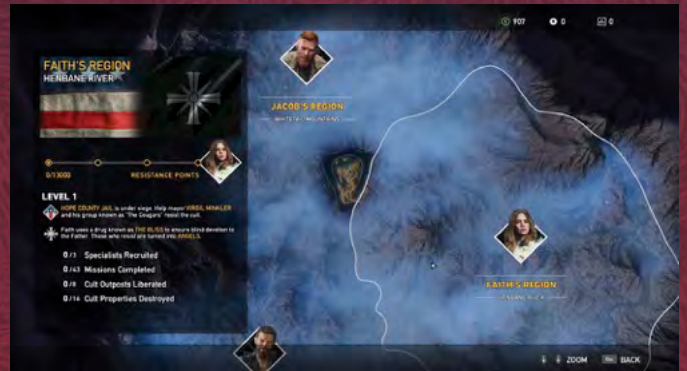 907 0 0
FAITH'S REGION
HENBANE RIVER
JACOB'S REGION
WHITETAIL MOUNTAINS
0/13000 RESISTANCE POINTS
LEVEL 1
HOPE COUNTY JAIL is under siege. Help mayor VIRGIL MINKLER
and his group known as "The Cougars" resist the cult.
Faith uses a drug known as THE BLISS to ensure blind devotion to
the Father. Those who resist are turned into ANGELS.
0/3 Specialists Recruited
0/43 Missions Completed
0/8 Cult Outposts Liberated
0/16 Cult Properties Destroyed
FAITH'S REGION
HENBANE RIVER
ZOOM Esc BACK